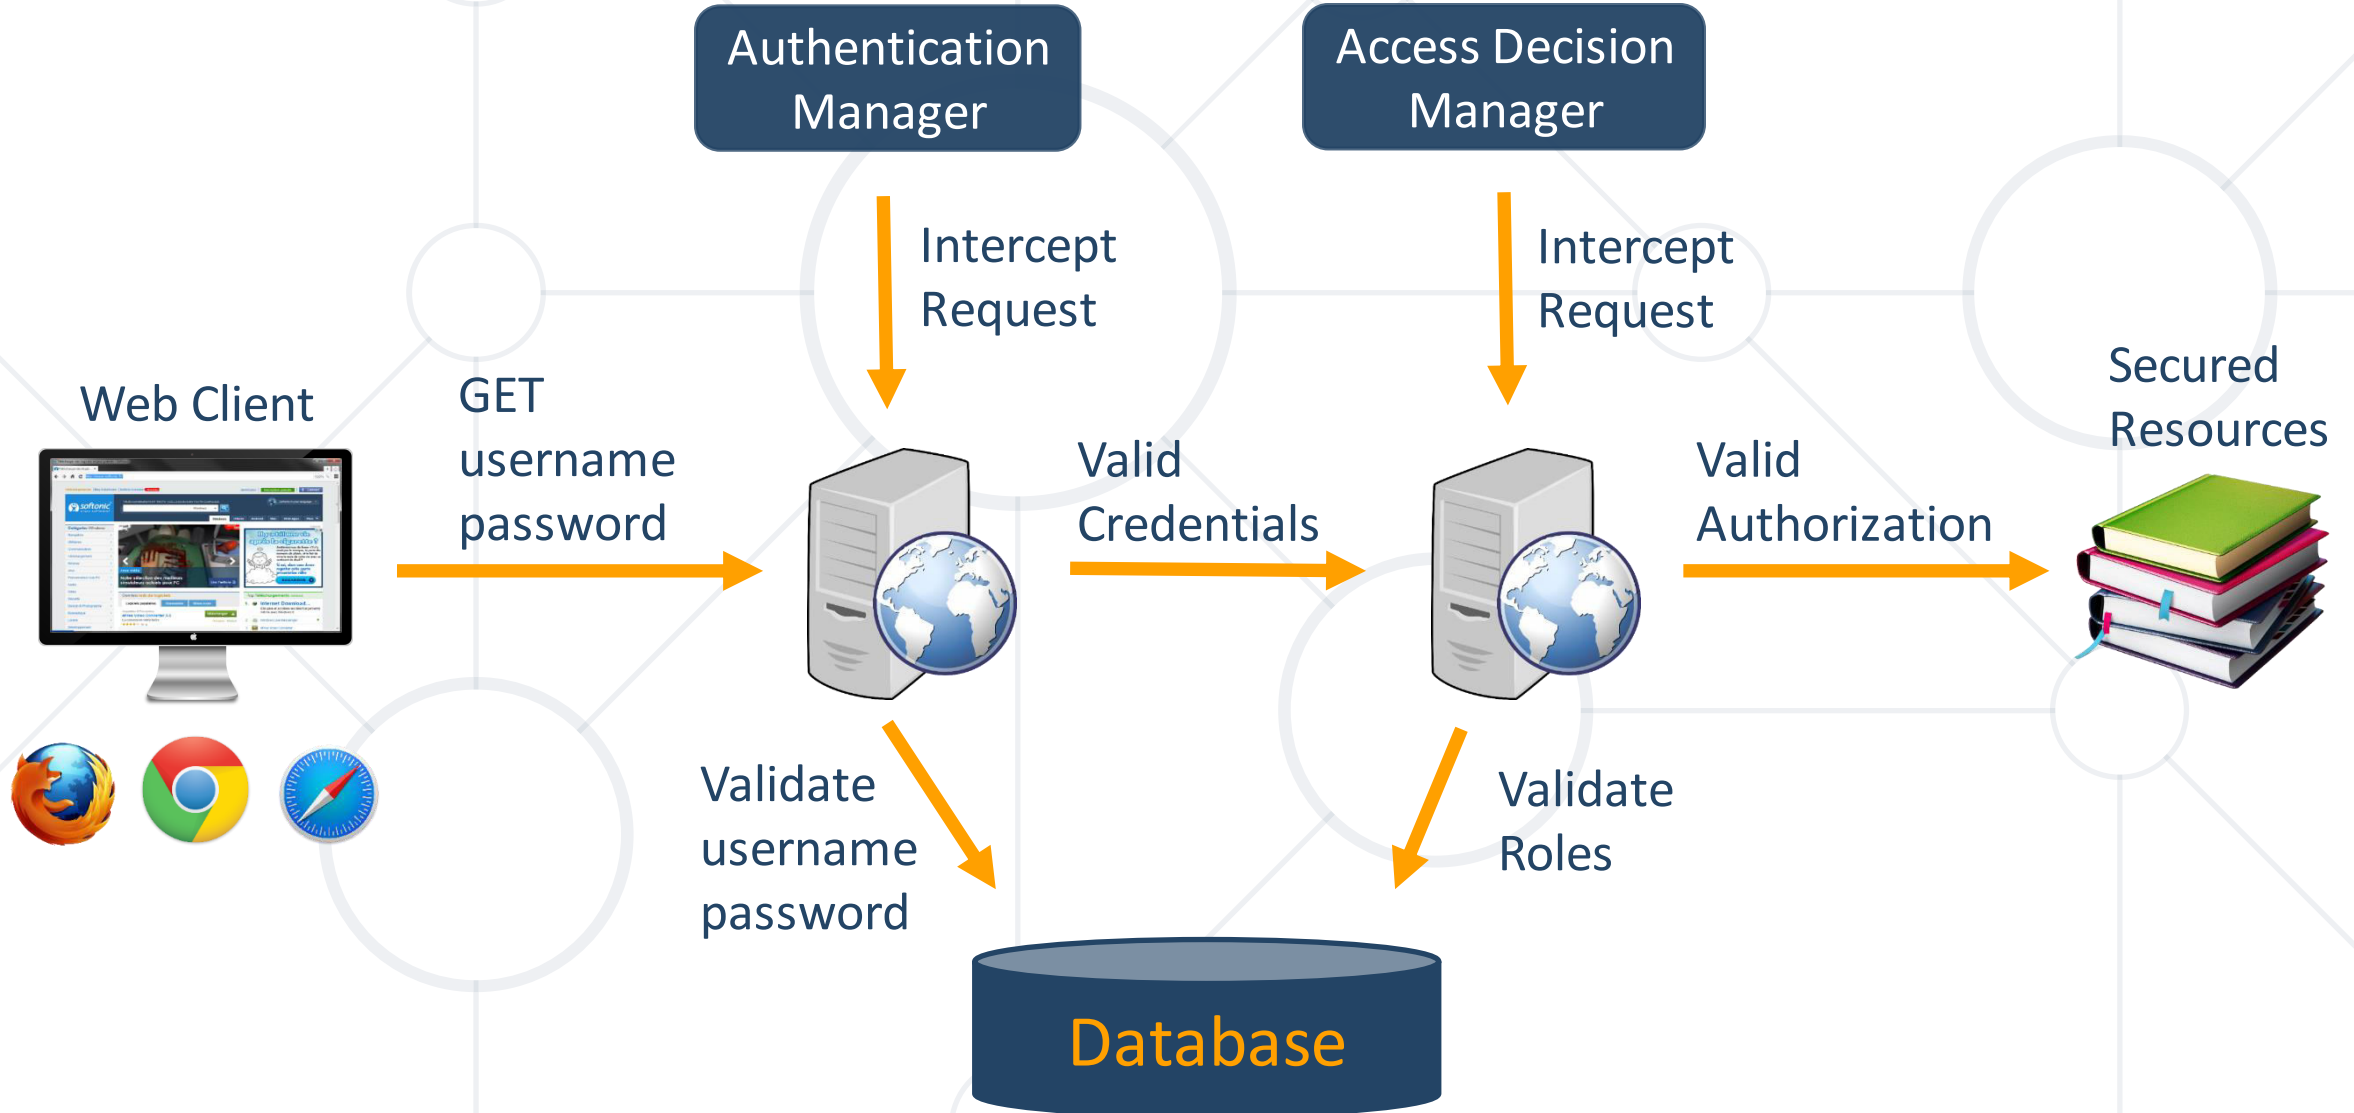 Authentication
Manager
Access Decision
Manager
Intercept
Request
Intercept
Request
Web Client
GET
username
password
Valid
Credentials
Valid
Authorization
Secured
Resources
softonic
Validate
username
password
Validate
Roles
Database